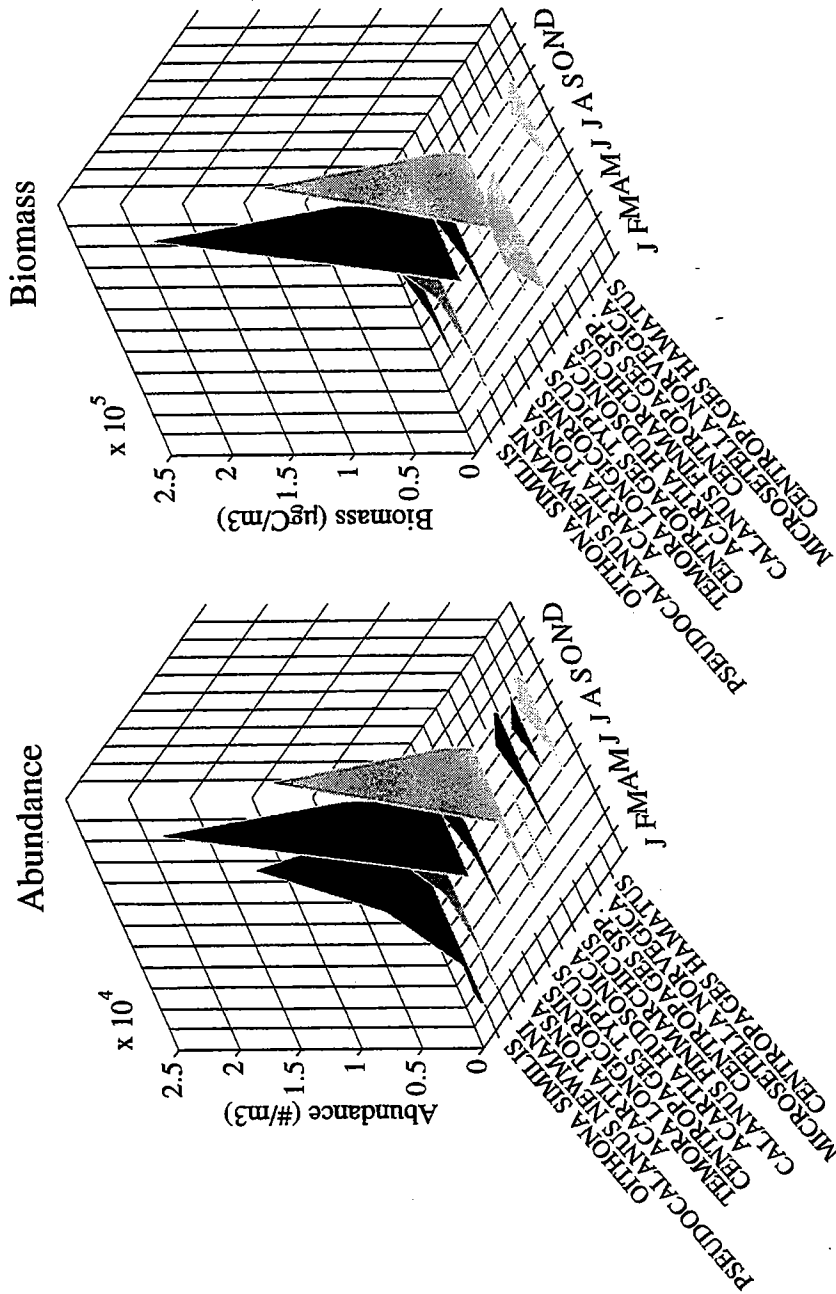 Abundance
x 10^4
2.5
2
1.5
1
0.5
0
Abundance (#/m3)
OITHONA SIMILIS
PSEUDOCALANUS NEWMANI
ACARTIA TONSA
TEMORA LONGICORNIS
CENTROPAGES TYPICUS
ACARTIA HUDSONICA
CALANUS FINMARCHICUS
CENTROPAGES SPP.
MICROSETELLA NORVEGICA
CENTROPAGES HAMATUS
J F M A M J J A S O N D
Biomass
x 10^5
2.5
2
1.5
1
0.5
0
Biomass (µgC/m3)
OITHONA SIMILIS
PSEUDOCALANUS NEWMANI
ACARTIA TONSA
TEMORA LONGICORNIS
CENTROPAGES TYPICUS
ACARTIA HUDSONICA
CALANUS FINMARCHICUS
CENTROPAGES SPP.
MICROSETELLA NORVEGICA
CENTROPAGES HAMATUS
J F M A M J J A S O N D